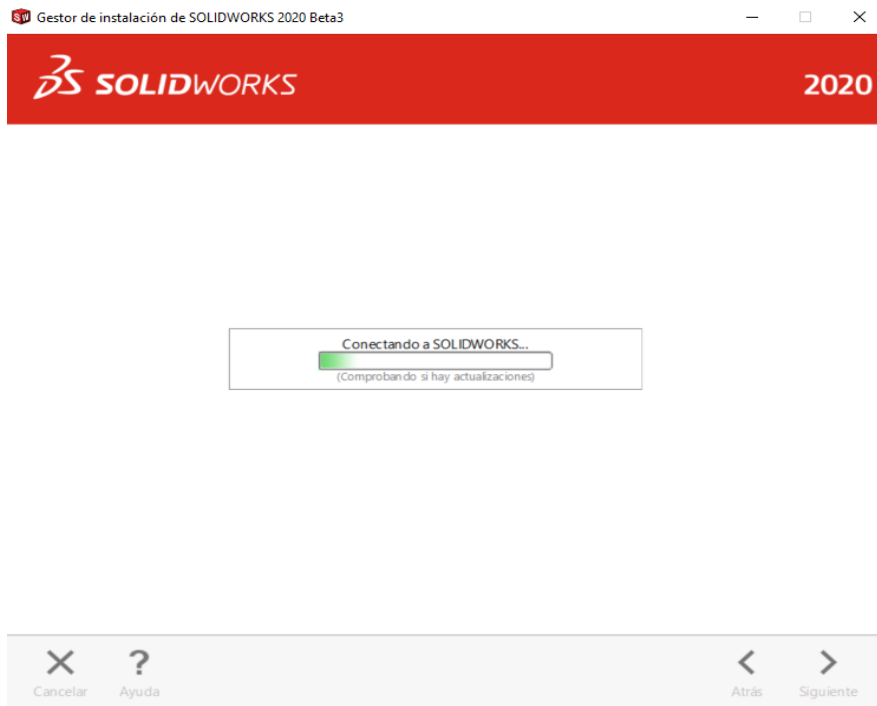 Gestor de instalación de SOLIDWORKS 2020 Beta3
SOLIDWORKS 2020
Conectando a SOLIDWORKS...
(Comprobando si hay actualizaciones)
Cancelar Ayuda Atrás Siguiente